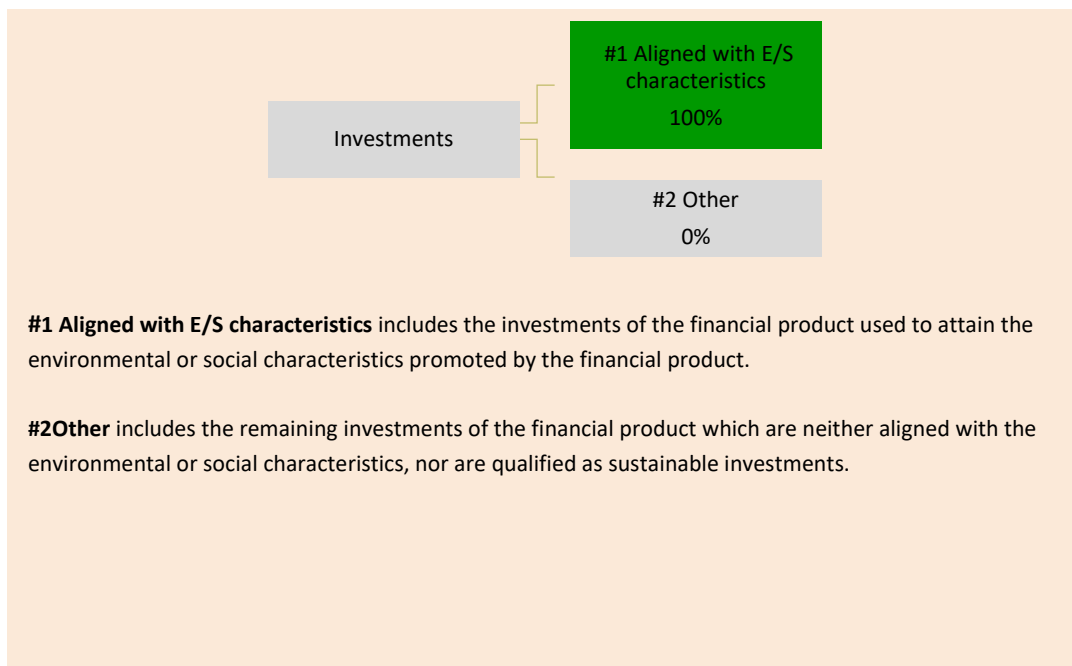 #1 Aligned with E/S
characteristics
100%
Investments
#2 Other
0%
#1 Aligned with E/S characteristics includes the investments of the financial product used to attain the
environmental or social characteristics promoted by the financial product.
#2Other includes the remaining investments of the financial product which are neither aligned with the
environmental or social characteristics, nor are qualified as sustainable investments.